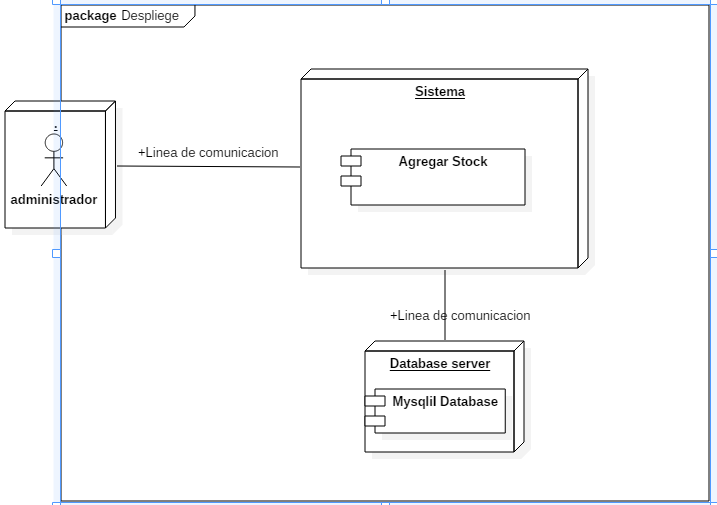 package Despliege
Sistema
Agregar Stock
+Linea de comunicacion
administrador
+Linea de comunicacion
Database server
Mysqlil Database